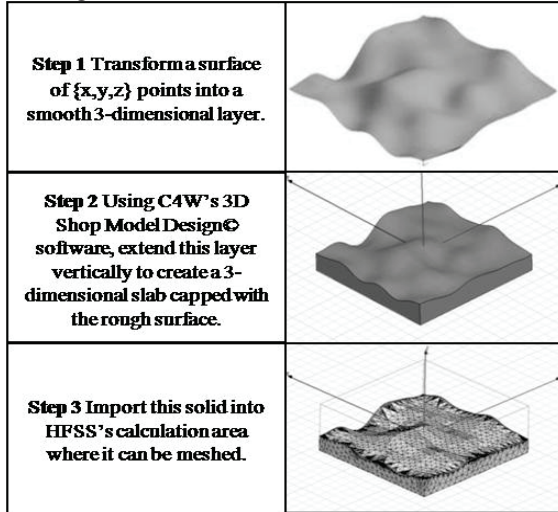 Step 1 Transform a surface
of {x,y,z} points into a
smooth 3-dimensional layer.
Step 2 Using C4W's 3D
Shop Model Design©
software, extend this layer
vertically to create a 3-
dimensional slab capped with
the rough surface.
Step 3 Import this solid into
HFSS's calculation area
where it can be meshed.